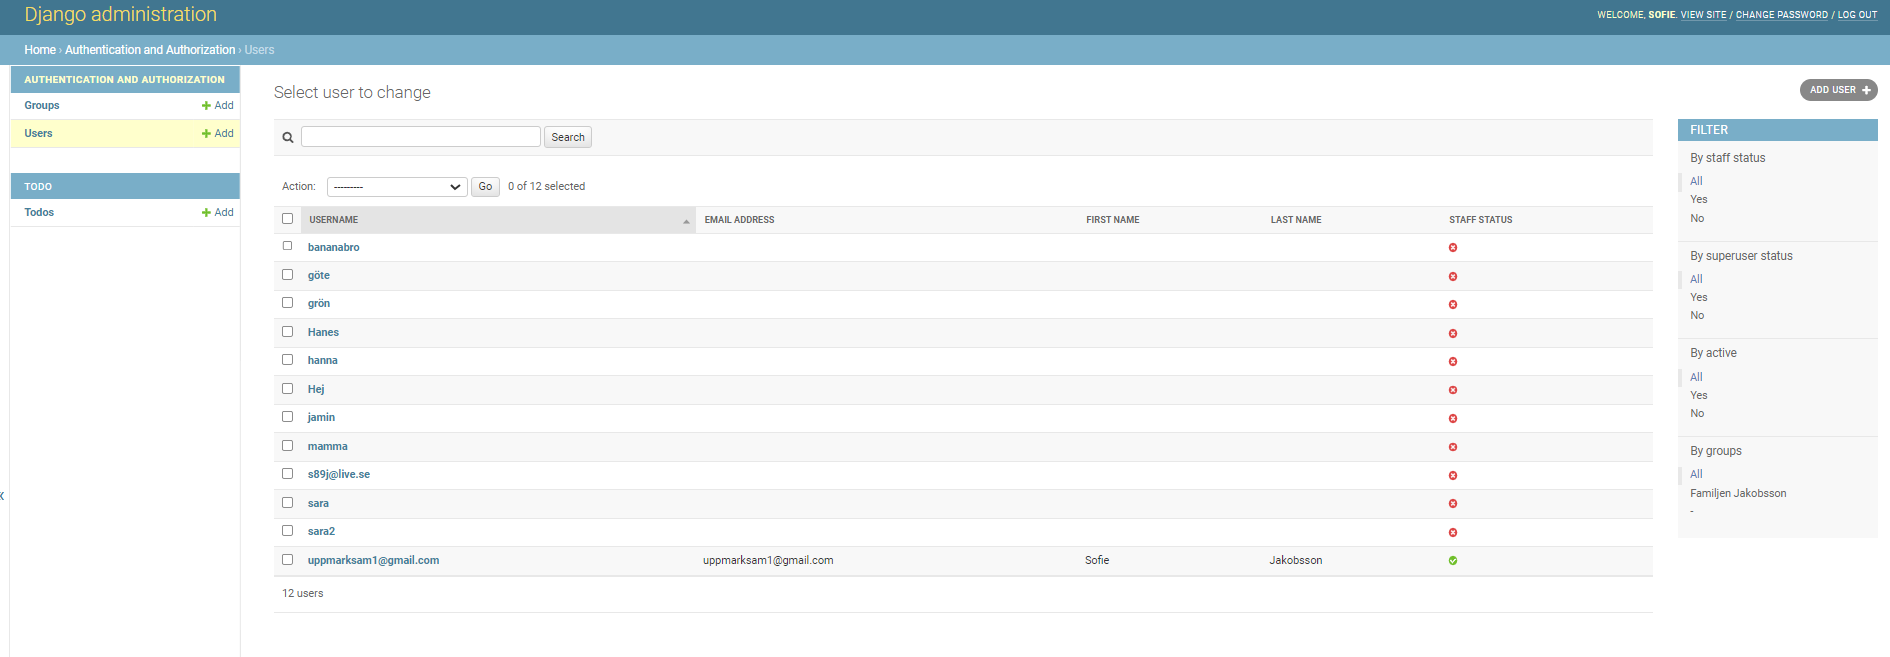 Django administration
WELCOME, SOFIE. VIEW SITE / CHANGE PASSWORD / LOG OUT
Home › Authentication and Authorization › Users
AUTHENTICATION AND AUTHORIZATION
Groups + Add
Users + Add
TODO
Todos + Add
Select user to change
ADD USER +
Search
Action: --------- Go 0 of 12 selected
USERNAME EMAIL ADDRESS FIRST NAME LAST NAME STAFF STATUS
bananabro
göte
grön
Hanes
hanna
Hej
jamin
mamma
s89j@live.se
sara
sara2
uppmarksam1@gmail.com uppmarksam1@gmail.com Sofie Jakobsson
12 users
FILTER
By staff status
All
Yes
No
By superuser status
All
Yes
No
By active
All
Yes
No
By groups
All
Familjen Jakobsson
-